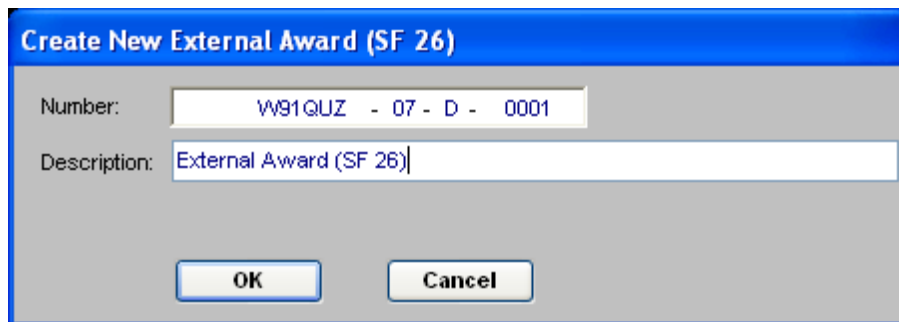 Create New External Award (SF 26)
Number: W91QUZ - 07 - D - 0001
Description: External Award (SF 26)
OK Cancel